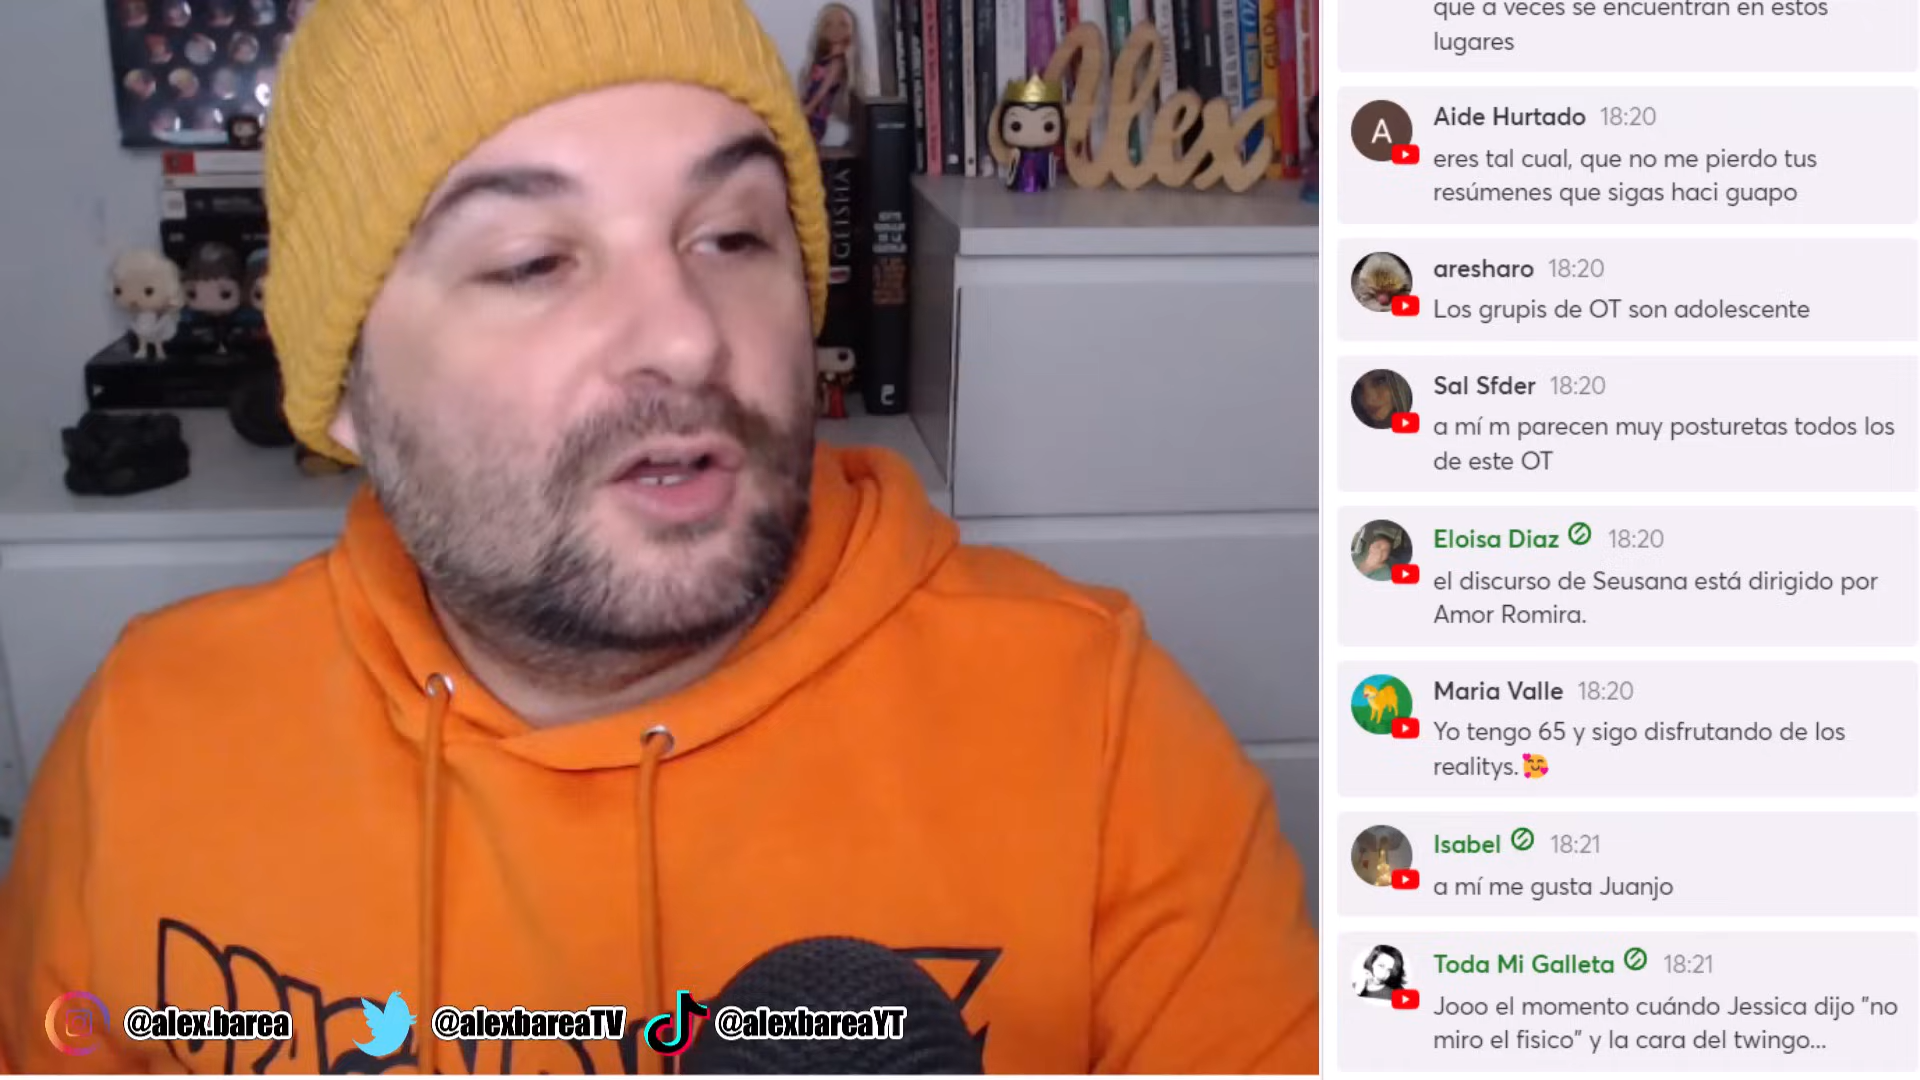 Alex
GEISHA
GILDA
@alex.barea
@alexbareaTV
@alexbareaYT
que a veces se encuentran en estos
lugares
A
Aide Hurtado 18:20
eres tal cual, que no me pierdo tus
resúmenes que sigas haci guapo
aresharo 18:20
Los grupis de OT son adolescente
Sal Sfder 18:20
a mí m parecen muy posturetas todos los
de este OT
Eloisa Diaz 18:20
el discurso de Seusana está dirigido por
Amor Romira.
Maria Valle 18:20
Yo tengo 65 y sigo disfrutando de los
realitys.🥰
Isabel 18:21
a mí me gusta Juanjo
Toda Mi Galleta 18:21
Jooo el momento cuándo Jessica dijo "no
miro el fisico" y la cara del twingo...